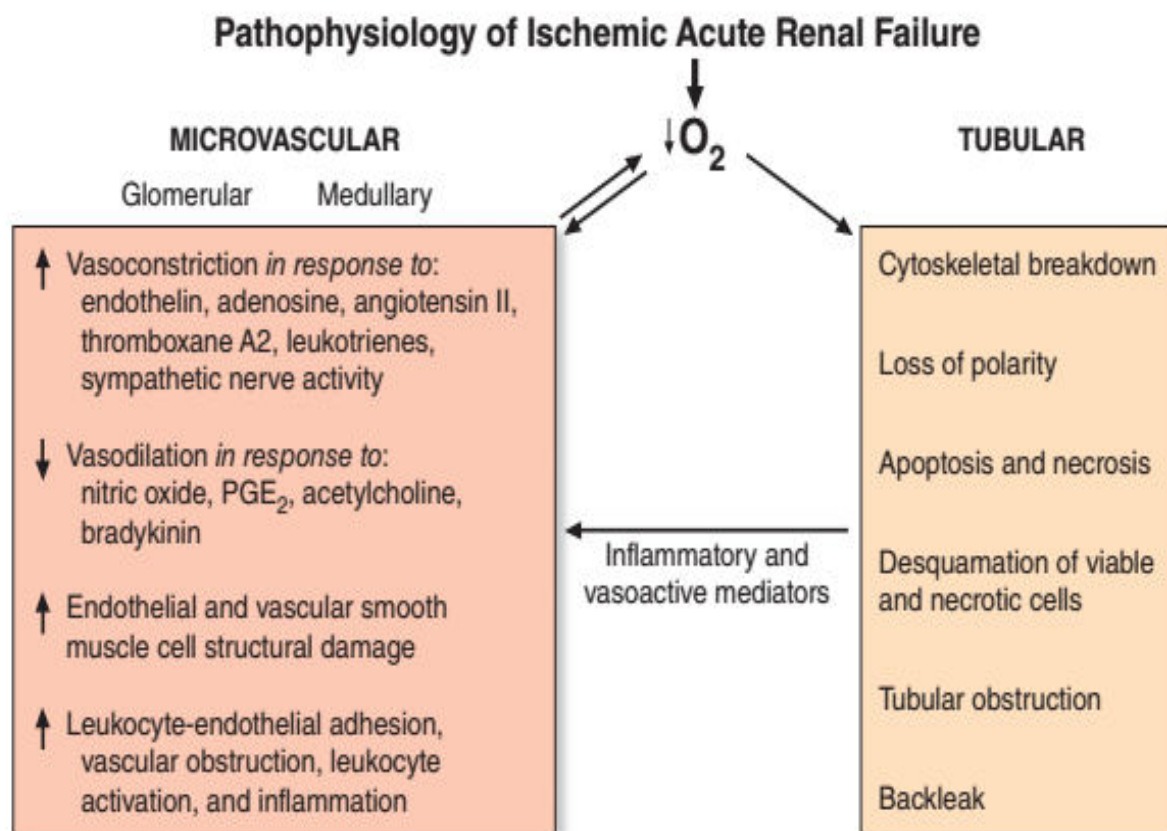 Pathophysiology of Ischemic Acute Renal Failure
↓O₂
MICROVASCULAR
Glomerular Medullary
↑ Vasoconstriction in response to:
endothelin, adenosine, angiotensin II,
thromboxane A2, leukotrienes,
sympathetic nerve activity
↓ Vasodilation in response to:
nitric oxide, PGE₂, acetylcholine,
bradykinin
↑ Endothelial and vascular smooth
muscle cell structural damage
↑ Leukocyte-endothelial adhesion,
vascular obstruction, leukocyte
activation, and inflammation
Inflammatory and
vasoactive mediators
TUBULAR
Cytoskeletal breakdown
Loss of polarity
Apoptosis and necrosis
Desquamation of viable
and necrotic cells
Tubular obstruction
Backleak